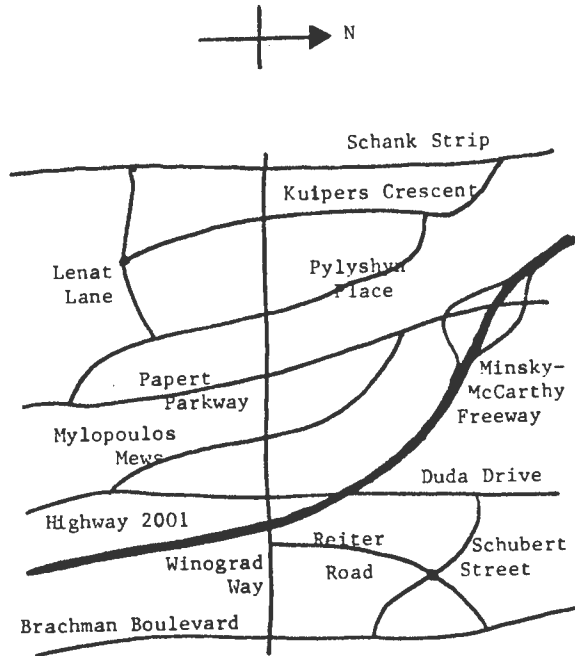 N
Schank Strip
Kuipers Crescent
Lenat
Lane
Pylyshyn
Place
Papert
Parkway
Minsky-
McCarthy
Freeway
Mylopoulos
Mews
Duda Drive
Highway 2001
Reiter
Road
Schubert
Street
Winograd
Way
Brachman Boulevard